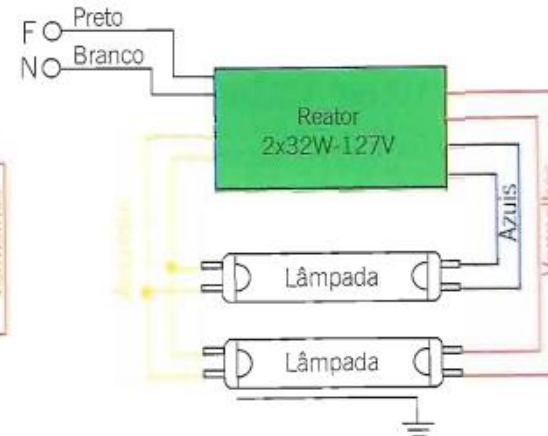 F Preto
N Branco
Reator
2x32W-127V
Azuis
Lâmpada
Lâmpada